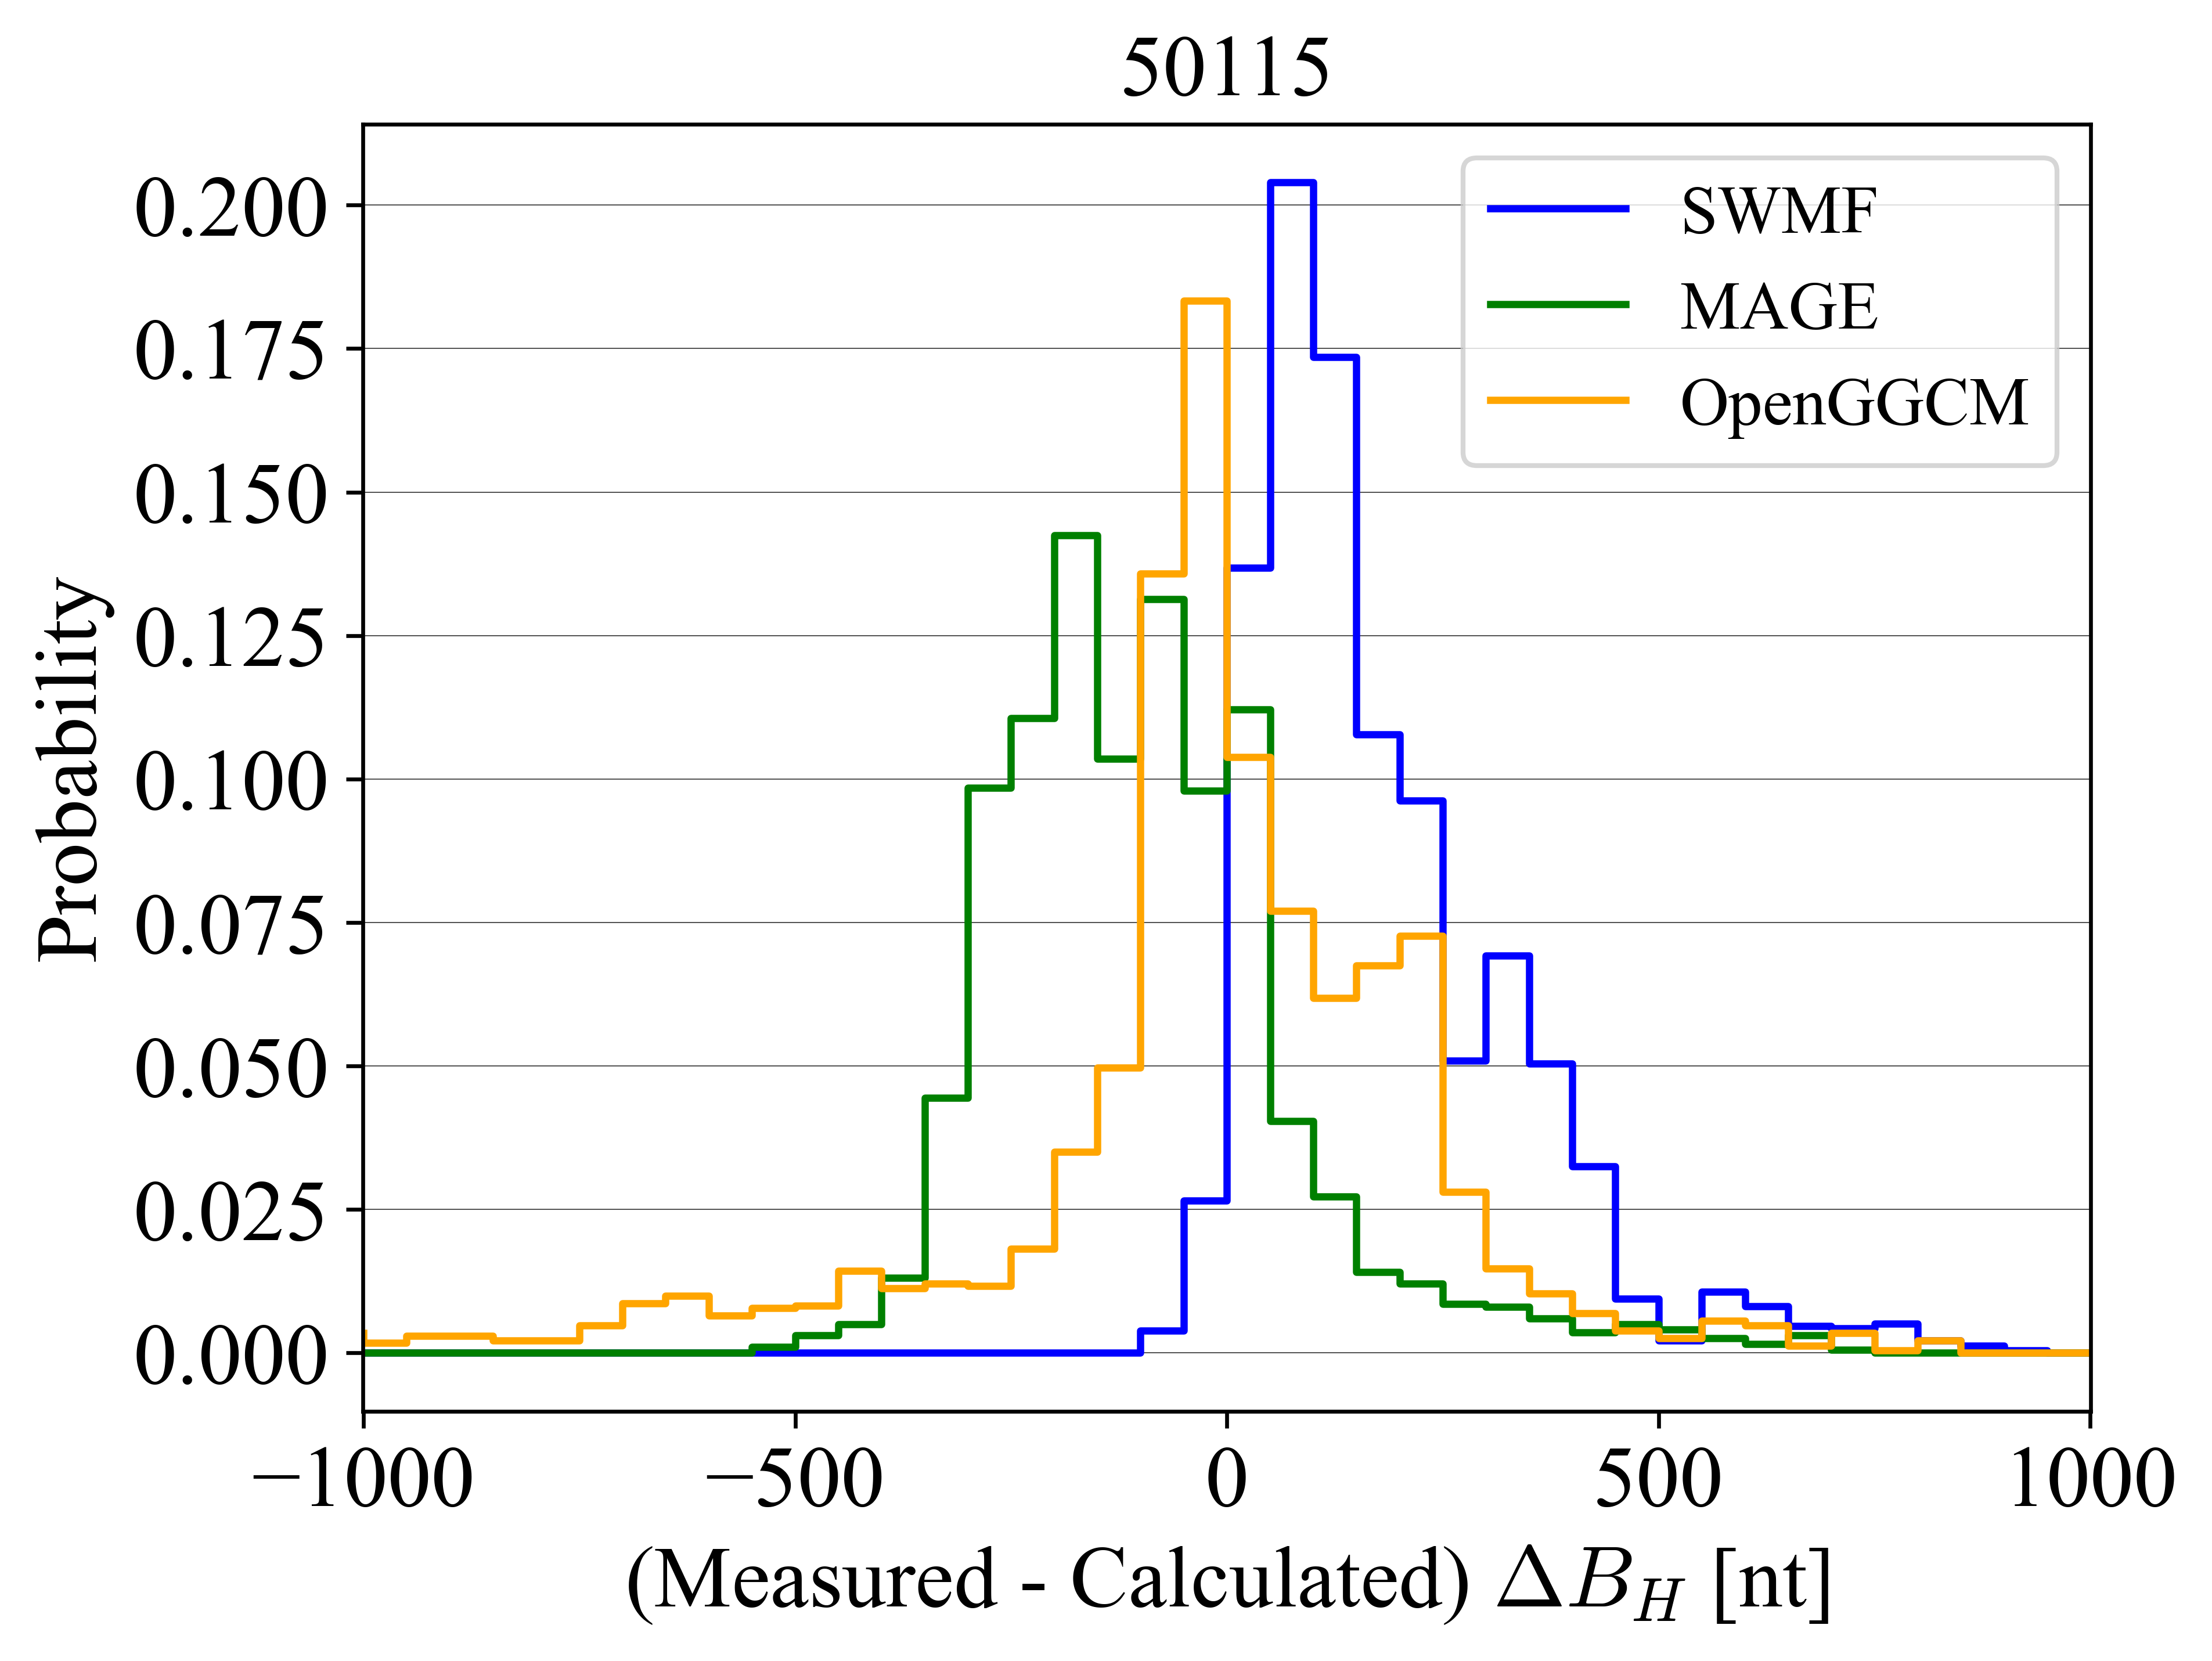 50115
SWMF
MAGE
OpenGGCM
Probability
0.200
0.175
0.150
0.125
0.100
0.075
0.050
0.025
0.000
−1000 −500 0 500 1000
(Measured - Calculated) ΔB_H [nt]